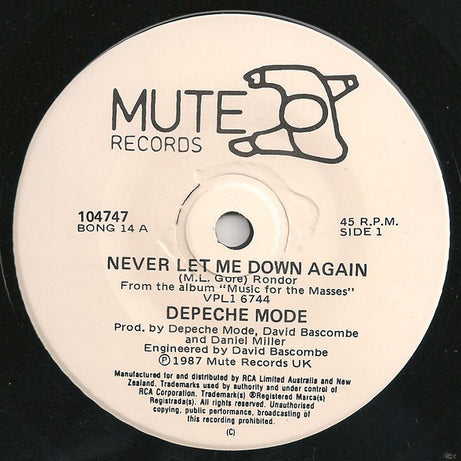 MUTE
RECORDS
104747
BONG 14 A
45 R.P.M.
SIDE 1
NEVER LET ME DOWN AGAIN
(M.L. Gore) Rondor
From the album "Music for the Masses"
VPL1 6744
DEPECHE MODE
Prod. by Depeche Mode, David Bascombe
and Daniel Miller
Engineered by David Bascombe
Ⓟ1987 Mute Records UK
Manufactured for and distributed by RCA Limited Australia and New
Zealand. Trademarks used by authority and under control of
RCA Corporation. Trademark(s) ®Registered Marca(s)
Registrada(s). All rights reserved. Unauthorised
copying, public performance, broadcasting of
this recording prohibited.
(C)